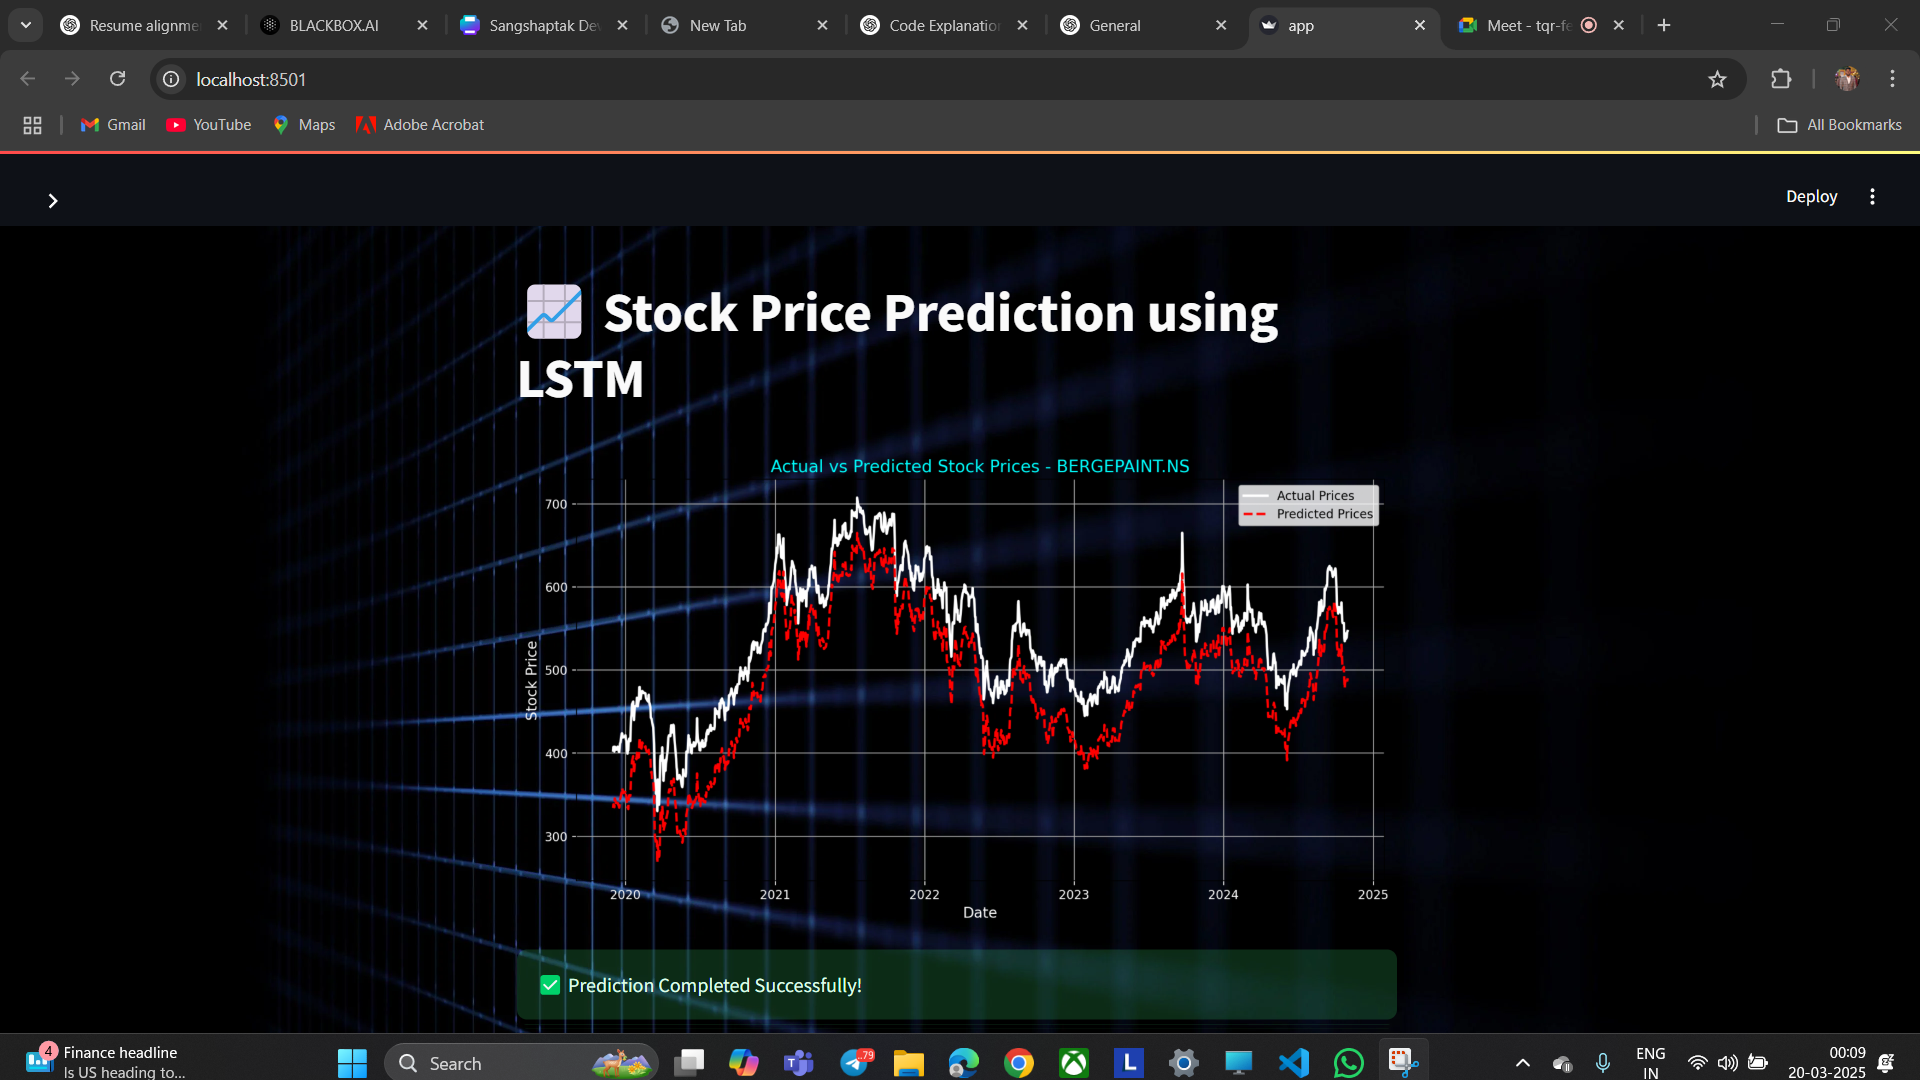 Resume alignme
BLACKBOX.AI
Sangshaptak Dev
New Tab
Code Explanation
General
app
Meet - tqr-fe
localhost:8501
Gmail
YouTube
Maps
Adobe Acrobat
All Bookmarks
Deploy
Stock Price Prediction using
LSTM
Actual vs Predicted Stock Prices - BERGEPAINT.NS
Actual Prices
Predicted Prices
700
600
500
400
300
Stock Price
2020 2021 2022 2023 2024 2025
Date
Prediction Completed Successfully!
4
Finance headline
Is US heading to...
Search
T
..79
L
ENG
IN
00:09
20-03-2025